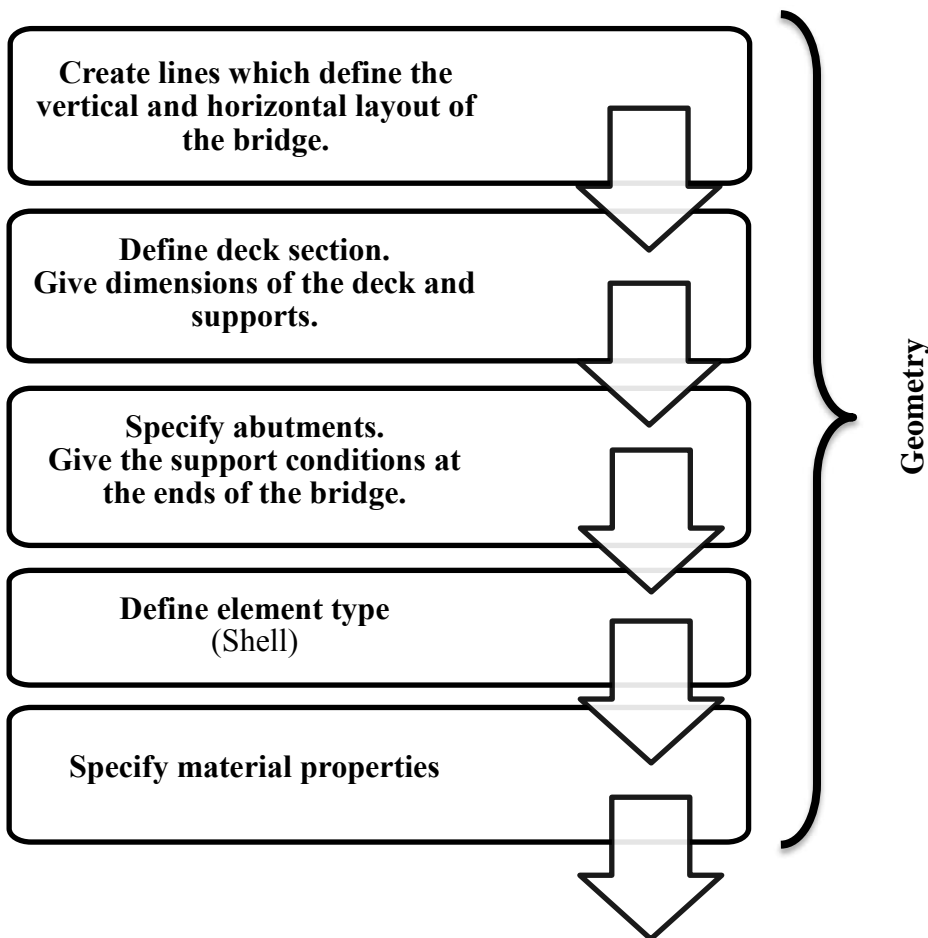 Create lines which define the
vertical and horizontal layout of
the bridge.
Define deck section.
Give dimensions of the deck and
supports.
Specify abutments.
Give the support conditions at
the ends of the bridge.
Define element type
(Shell)
Specify material properties
Geometry